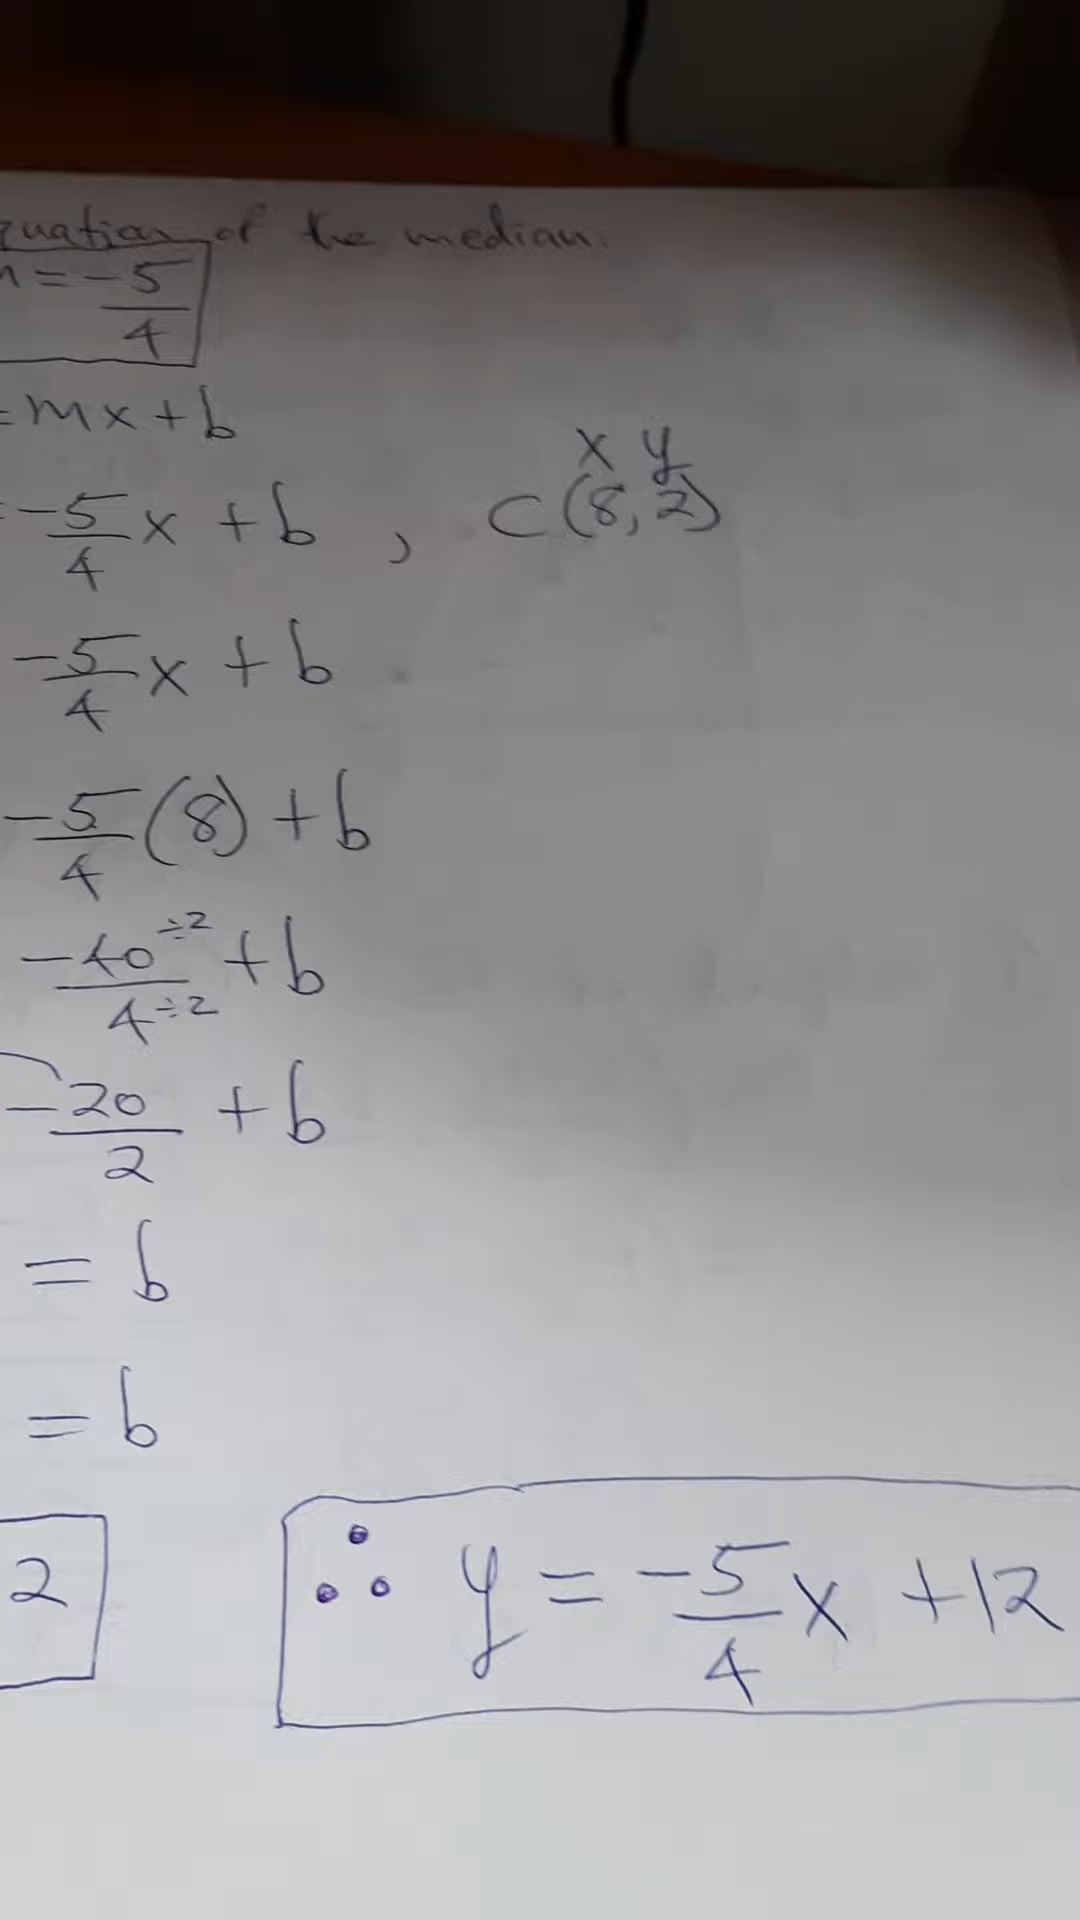 quation of the median.
m = -5/4
= mx + b
= -5/4 x + b , C(8, 2)
x y
-5/4 x + b
-5/4 (8) + b
-40÷2/4÷2 + b
-20/2 + b
= b
= b
2
∴ y = -5/4 x + 12